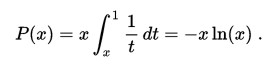 P(x) = x ∫_x^1 1/t dt = −x ln(x) .